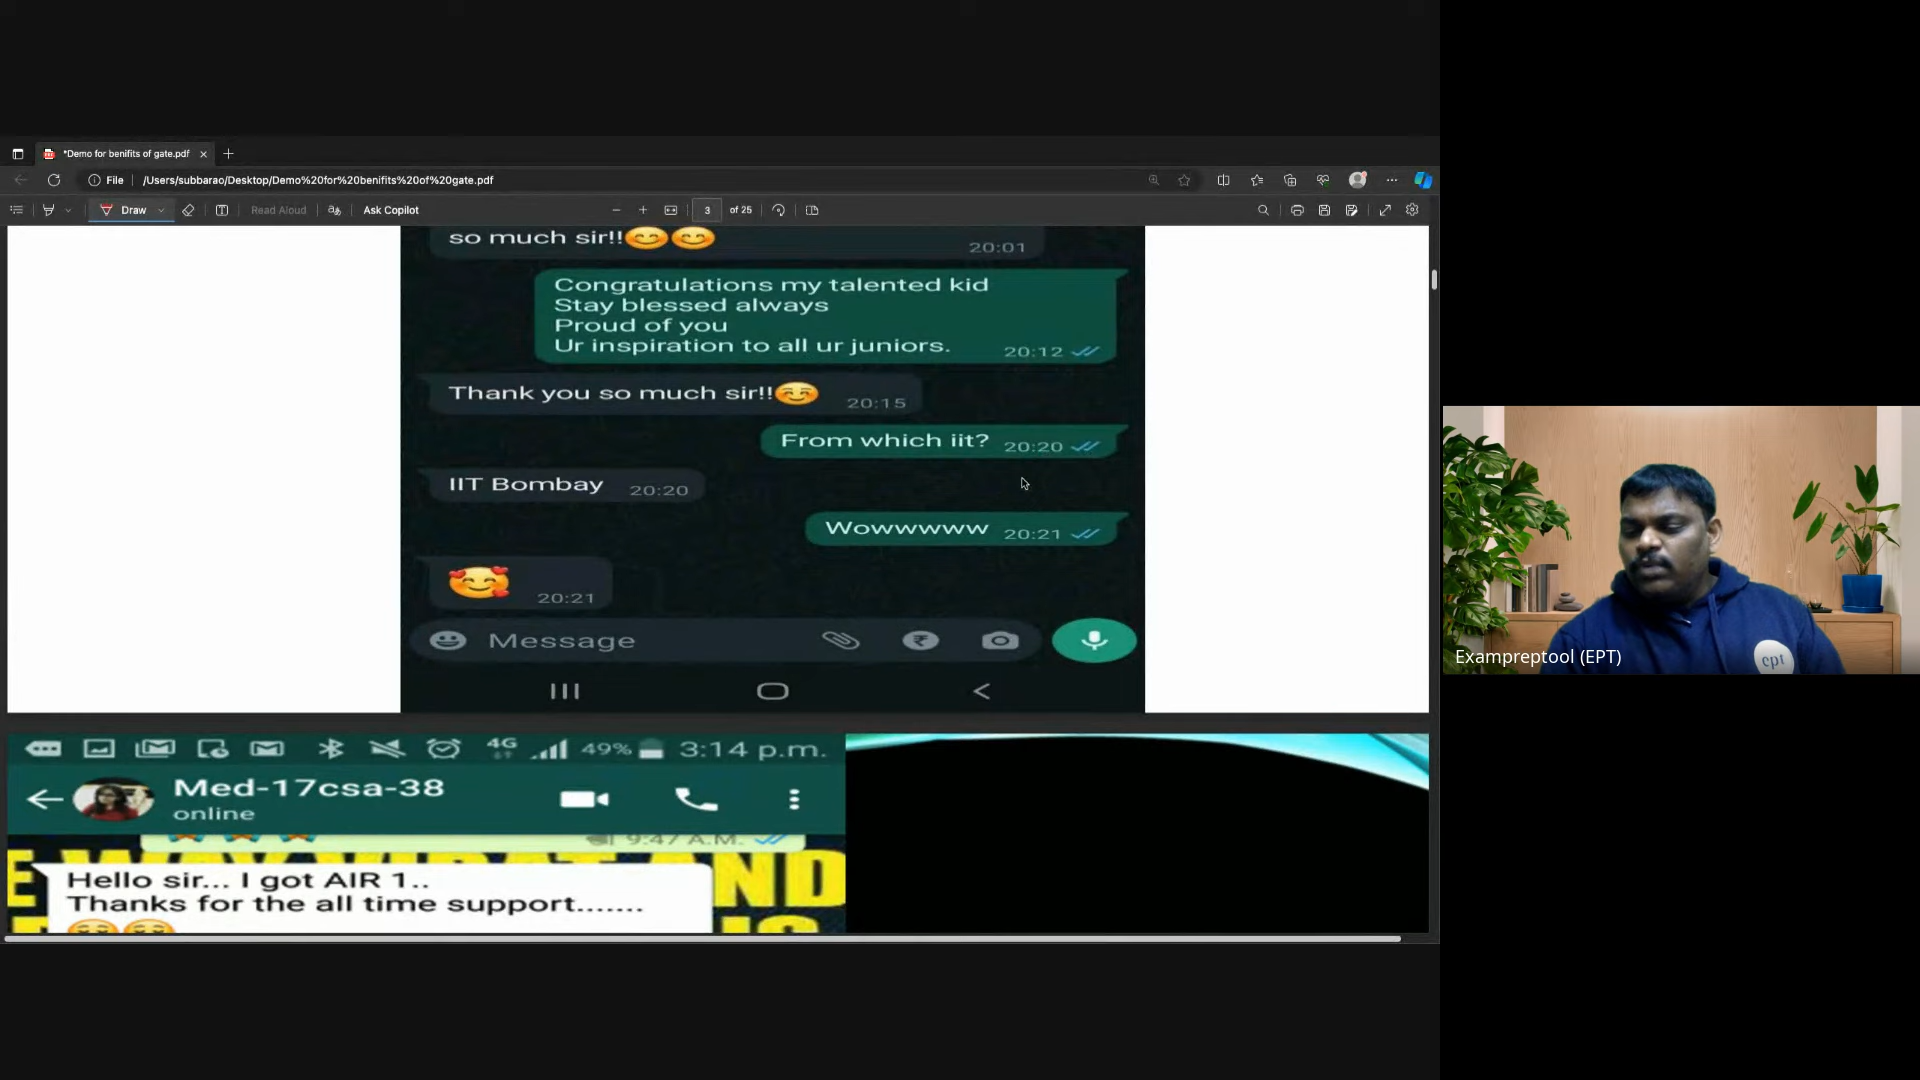 *Demo for benifits of gate.pdf
File
/Users/subbarao/Desktop/Demo%20for%20benifits%20of%20gate.pdf
Draw
Read Aloud
Ask Copilot
3 of 25
so much sir!!😊😊
20:01
Congratulations my talented kid
Stay blessed always
Proud of you
Ur inspiration to all ur juniors.
20:12
Thank you so much sir!!☺️
20:15
From which iit? 20:20
IIT Bombay 20:20
Wowwwww 20:21
🥰
20:21
Message
4G 49% 3:14 p.m.
Med-17csa-38
online
9:47 A.M.
AND
Hello sir... I got AIR 1..
Thanks for the all time support.......
ept
Exampreptool (EPT)